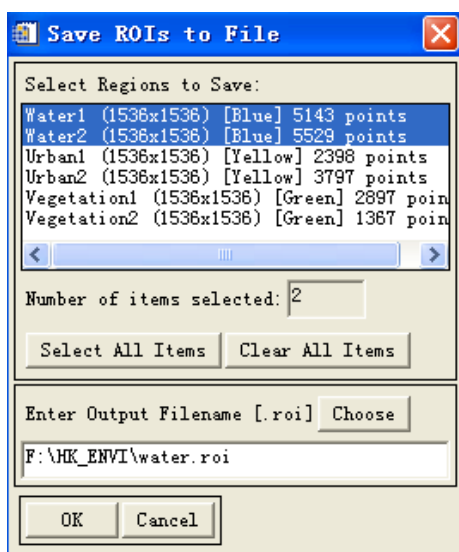 Save ROIs to File
Select Regions to Save:
Water1 (1536x1536) [Blue] 5143 points
Water2 (1536x1536) [Blue] 5529 points
Urban1 (1536x1536) [Yellow] 2398 points
Urban2 (1536x1536) [Yellow] 3797 points
Vegetation1 (1536x1536) [Green] 2897 poin
Vegetation2 (1536x1536) [Green] 1367 poin
Number of items selected: 2
Select All Items Clear All Items
Enter Output Filename [.roi] Choose
F:\HK_ENVI\water.roi
OK Cancel